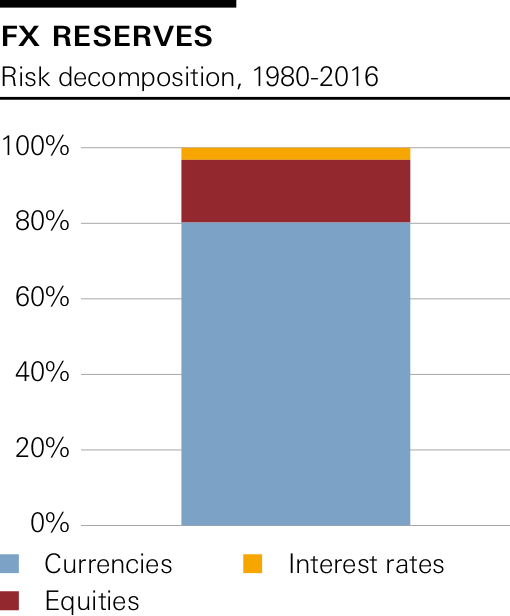 FX RESERVES
Risk decomposition, 1980-2016
100%
80%
60%
40%
20%
0%
Currencies
Interest rates
Equities